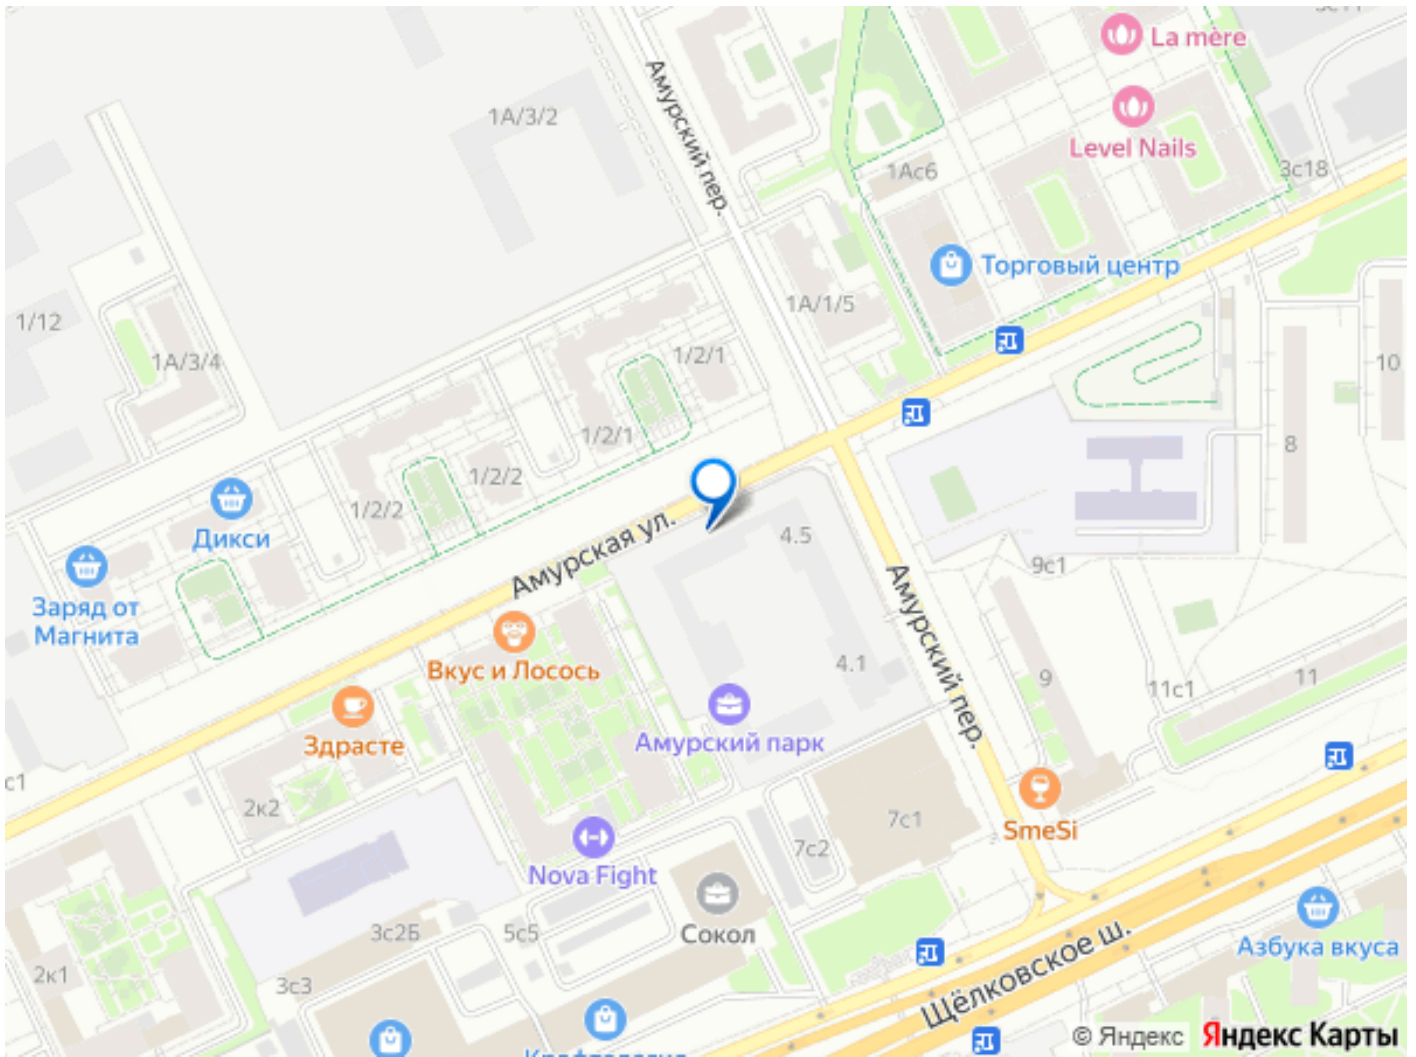 La mère
Амурский пер.
1А/3/2
Level Nails
1Ас6
3с18
Торговый центр
1А/1/5
1/12
1А/3/4
1/2/1
10
1/2/1
8
1/2/2
1/2/2
Дикси
Амурская ул.
4.5
9с1
Заряд от
Магнита
Амурский пер.
Вкус и Лосось
4.1
9
11с1
11
Здрасте
Амурский парк
с1
2к2
7с1
SmeSi
7с2
Nova Fight
Сокол
3с2Б
5с5
Щёлковское ш.
Азбука вкуса
2к1
3с3
© Яндекс
Яндекс Карты